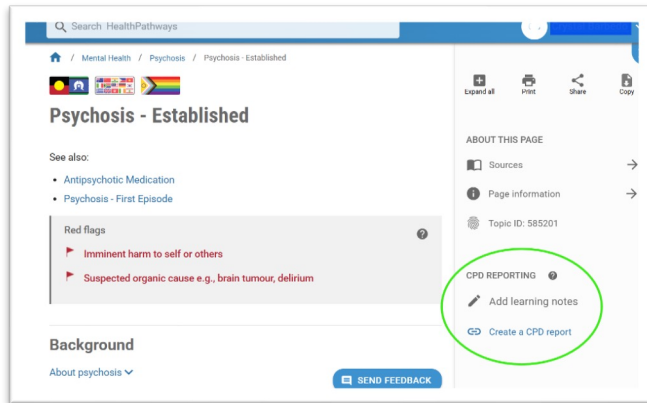 Search HealthPathways
/ Mental Health / Psychosis / Psychosis - Established
Psychosis - Established
See also:
• Antipsychotic Medication
• Psychosis - First Episode
Red flags
Imminent harm to self or others
Suspected organic cause e.g., brain tumour, delirium
Background
About psychosis
SEND FEEDBACK
Expand all Print Share Copy
ABOUT THIS PAGE
Sources
Page information
Topic ID: 585201
CPD REPORTING
Add learning notes
Create a CPD report